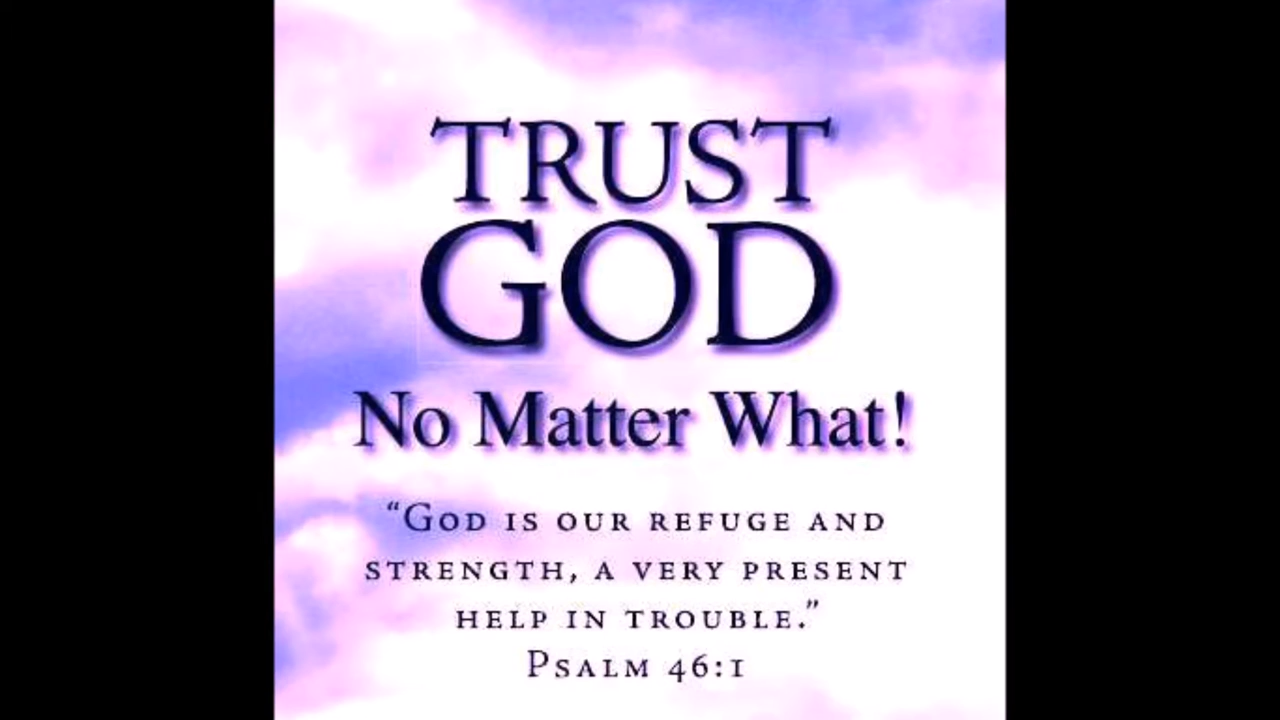 TRUST
GOD
No Matter What!
“God is our refuge and
strength, a very present
help in trouble.”
Psalm 46:1